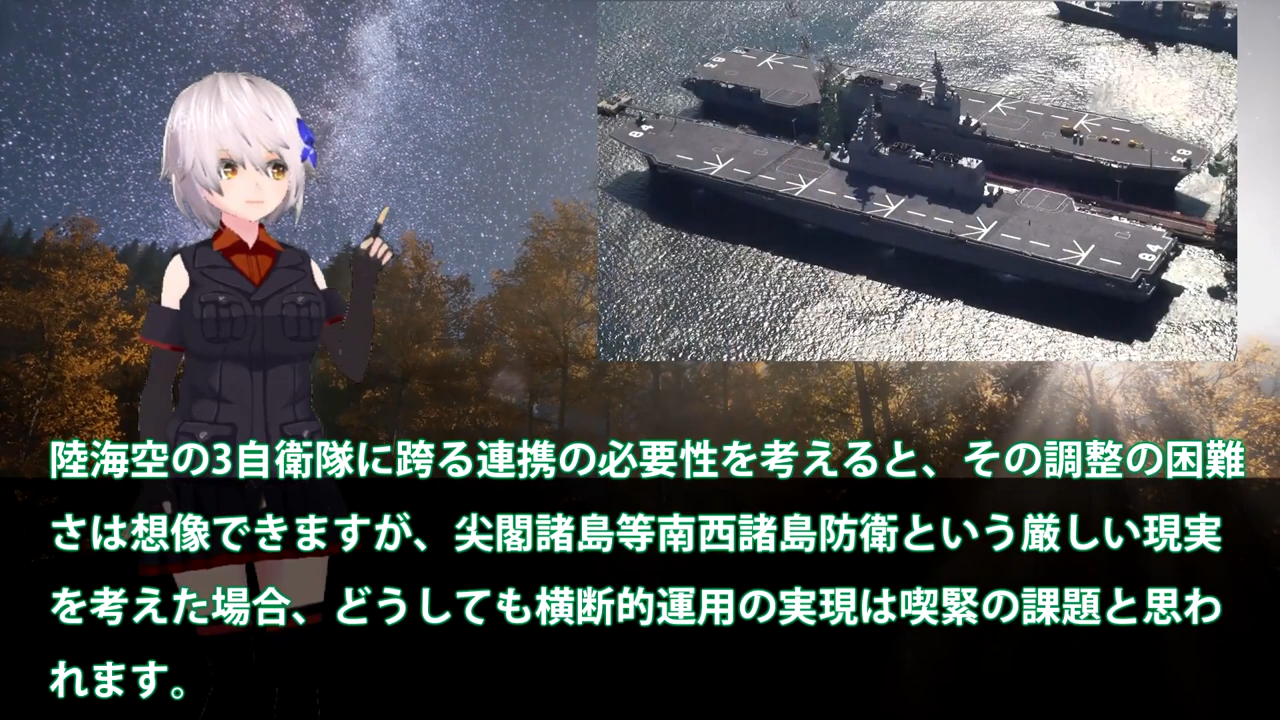 83
83
84
84
陸海空の3自衛隊に跨る連携の必要性を考えると、その調整の困難
さは想像できますが、尖閣諸島等南西諸島防衛という厳しい現実
を考えた場合、どうしても横断的運用の実現は喫緊の課題と思わ
れます。